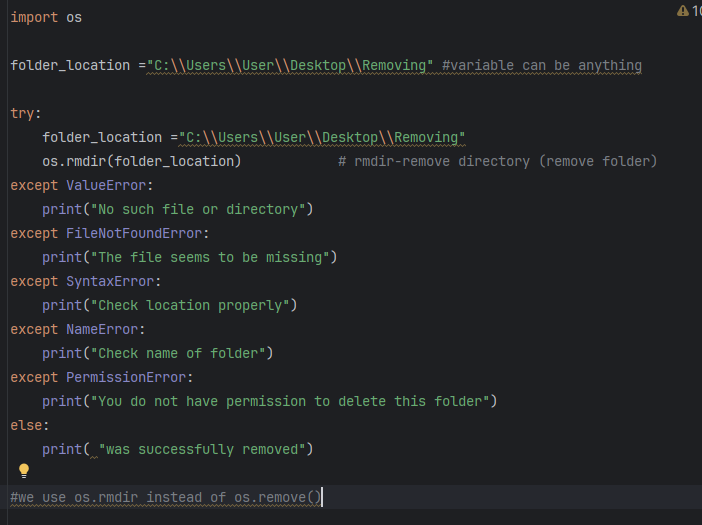 import os
folder_location ="C:\\Users\\User\\Desktop\\Removing" #variable can be anything
try:
    folder_location ="C:\\Users\\User\\Desktop\\Removing"
    os.rmdir(folder_location)            # rmdir-remove directory (remove folder)
except ValueError:
    print("No such file or directory")
except FileNotFoundError:
    print("The file seems to be missing")
except SyntaxError:
    print("Check location properly")
except NameError:
    print("Check name of folder")
except PermissionError:
    print("You do not have permission to delete this folder")
else:
    print( "was successfully removed")
#we use os.rmdir instead of os.remove()